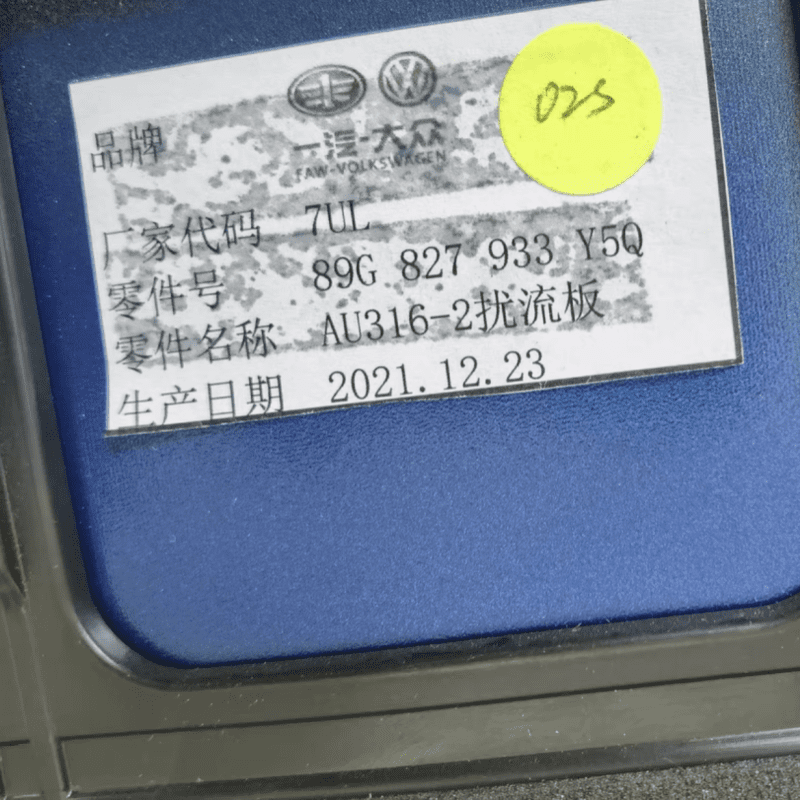 品牌
一汽-大众
FAW-VOLKSWAGEN
025
厂家代码 7UL
零件号 89G 827 933 Y5Q
零件名称 AU316-2扰流板
生产日期 2021.12.23